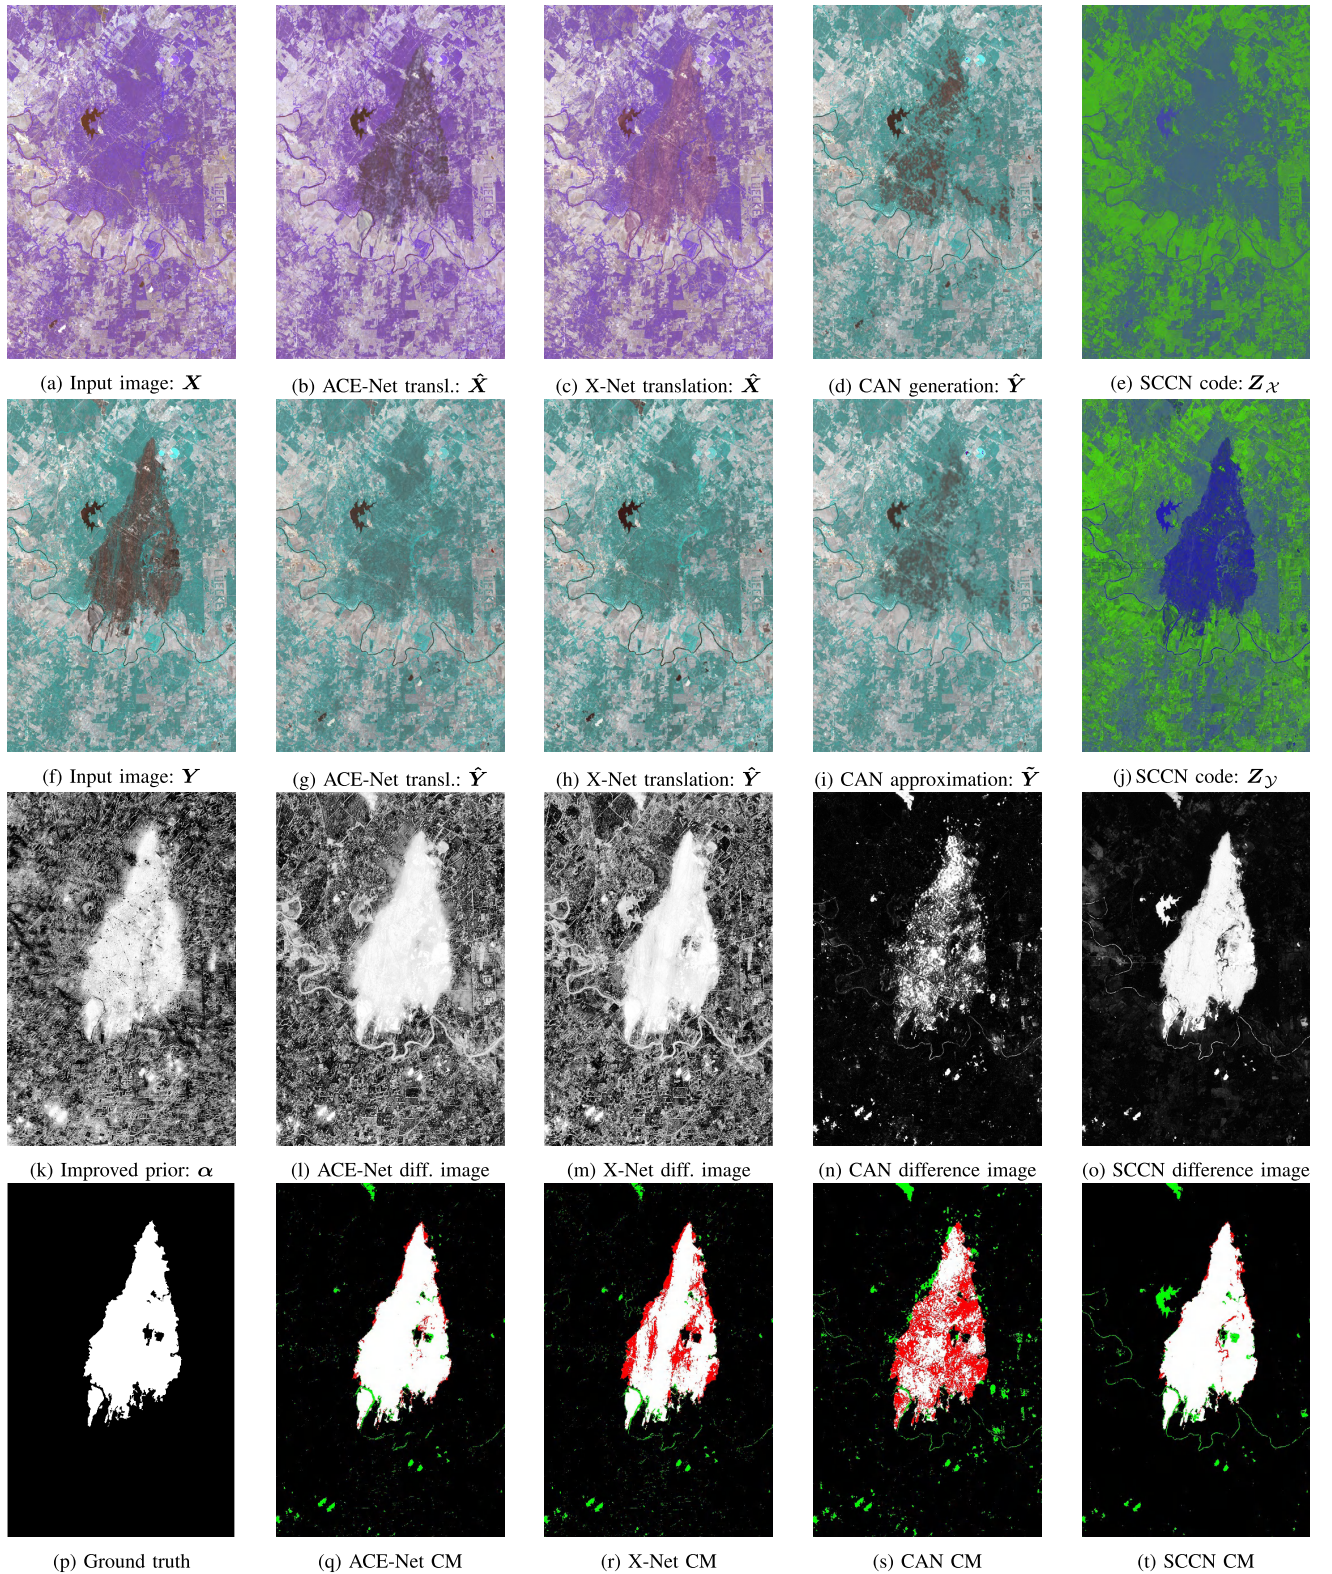 (a) Input image: X
(b) ACE-Net transl.: X̂
(c) X-Net translation: X̂
(d) CAN generation: Ŷ
(e) SCCN code: Z𝒳
(f) Input image: Y
(g) ACE-Net transl.: Ŷ
(h) X-Net translation: Ŷ
(i) CAN approximation: Ỹ
(j) SCCN code: Z𝒴
(k) Improved prior: α
(l) ACE-Net diff. image
(m) X-Net diff. image
(n) CAN difference image
(o) SCCN difference image
(p) Ground truth
(q) ACE-Net CM
(r) X-Net CM
(s) CAN CM
(t) SCCN CM